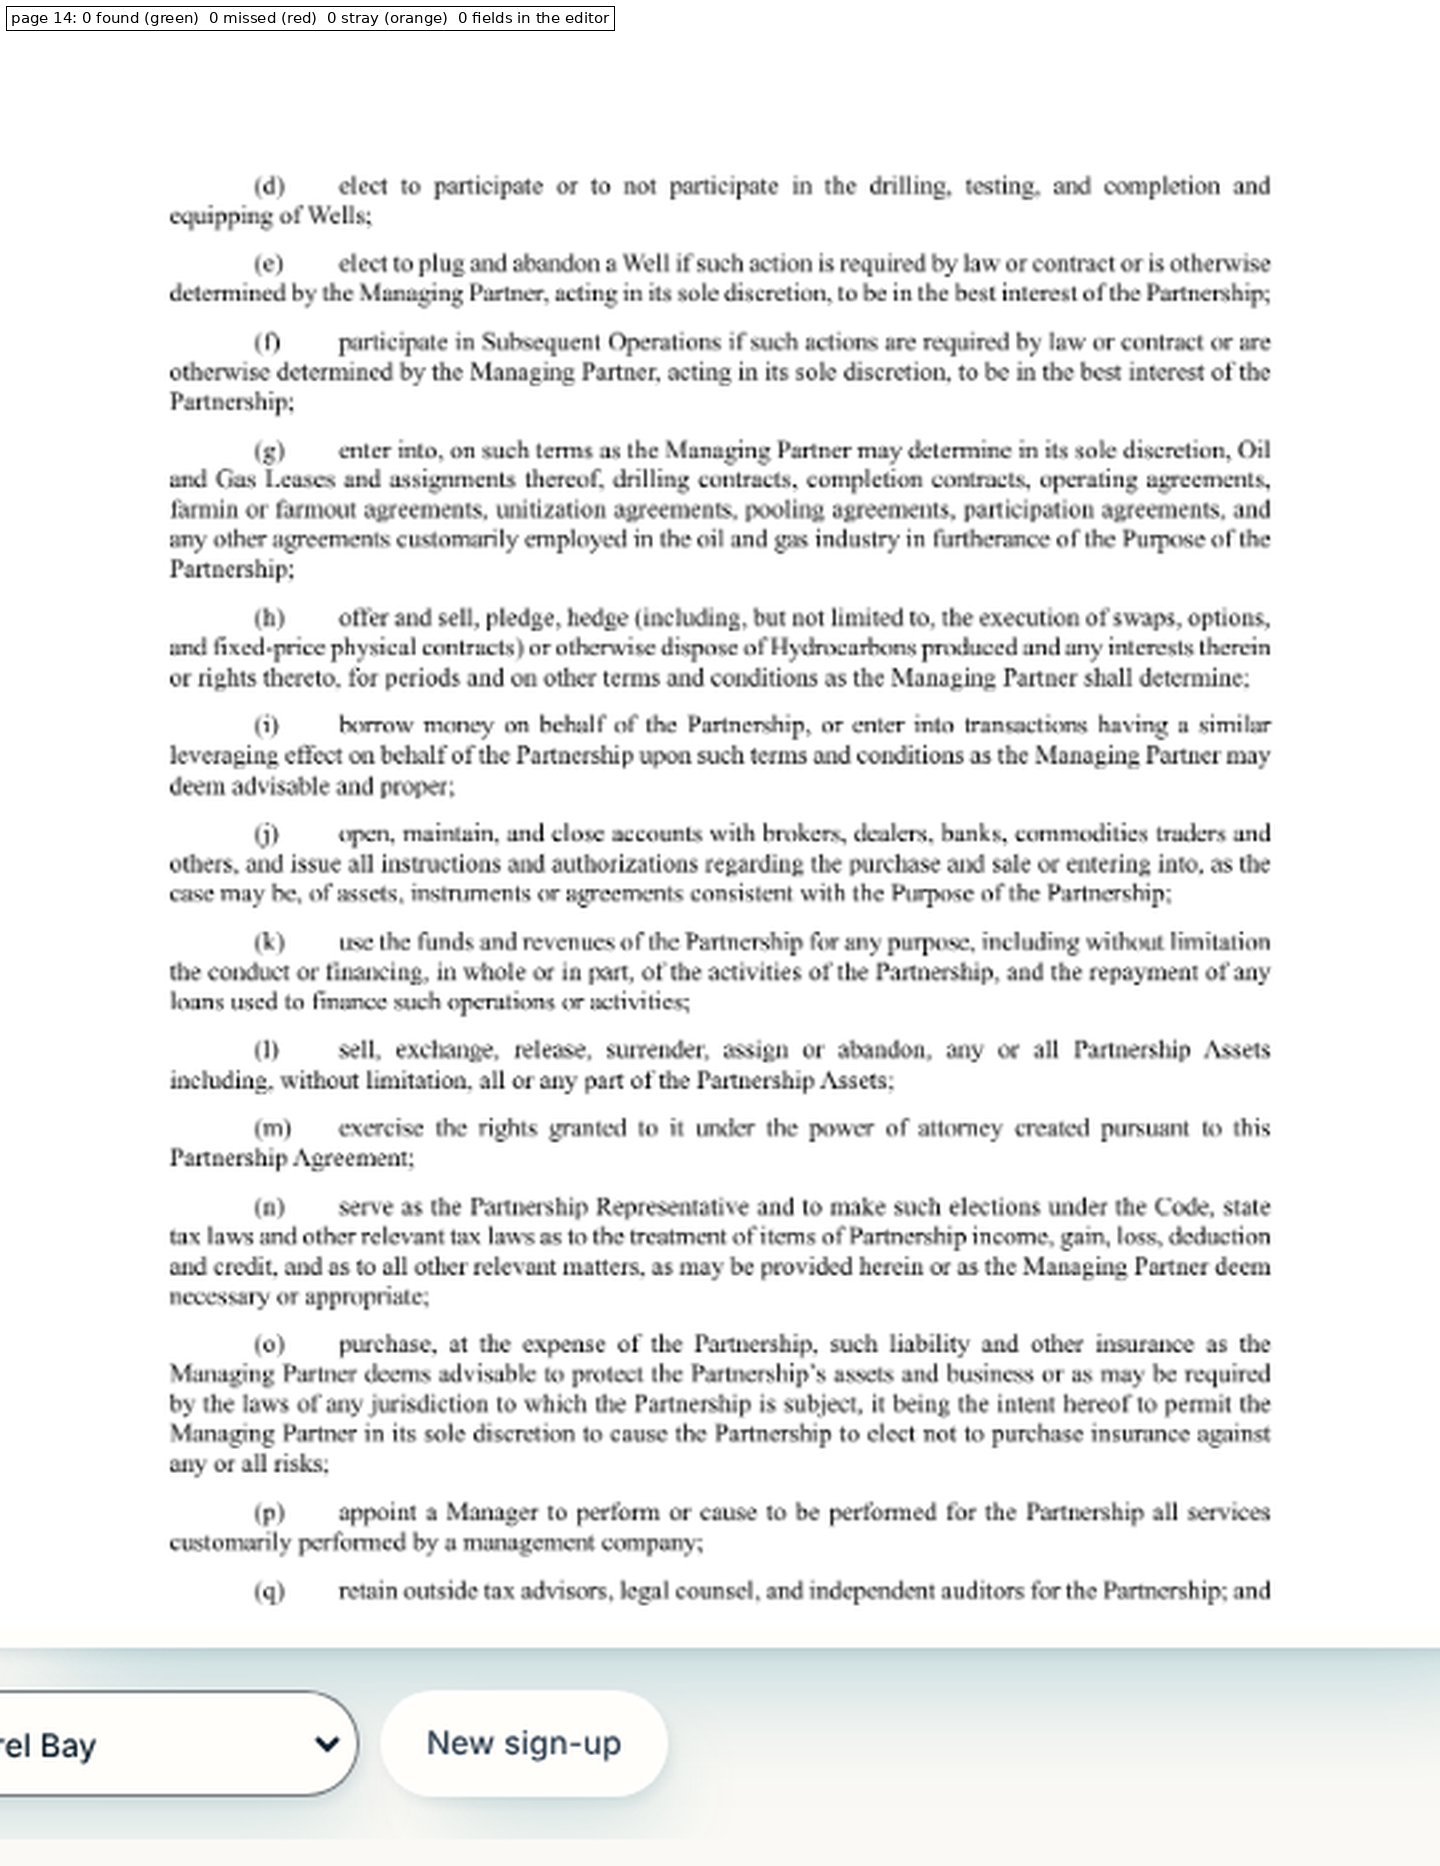 page 14: 0 found (green) 0 missed (red) 0 stray (orange) 0 fields in the editor
(d) elect to participate or to not participate in the drilling, testing, and completion and
equipping of Wells;
(e) elect to plug and abandon a Well if such action is required by law or contract or is otherwise
determined by the Managing Partner, acting in its sole discretion, to be in the best interest of the Partnership;
(f) participate in Subsequent Operations if such actions are required by law or contract or are
otherwise determined by the Managing Partner, acting in its sole discretion, to be in the best interest of the
Partnership;
(g) enter into, on such terms as the Managing Partner may determine in its sole discretion, Oil
and Gas Leases and assignments thereof, drilling contracts, completion contracts, operating agreements,
farmin or farmout agreements, unitization agreements, pooling agreements, participation agreements, and
any other agreements customarily employed in the oil and gas industry in furtherance of the Purpose of the
Partnership;
(h) offer and sell, pledge, hedge (including, but not limited to, the execution of swaps, options,
and fixed-price physical contracts) or otherwise dispose of Hydrocarbons produced and any interests therein
or rights thereto, for periods and on other terms and conditions as the Managing Partner shall determine;
(i) borrow money on behalf of the Partnership, or enter into transactions having a similar
leveraging effect on behalf of the Partnership upon such terms and conditions as the Managing Partner may
deem advisable and proper;
(j) open, maintain, and close accounts with brokers, dealers, banks, commodities traders and
others, and issue all instructions and authorizations regarding the purchase and sale or entering into, as the
case may be, of assets, instruments or agreements consistent with the Purpose of the Partnership;
(k) use the funds and revenues of the Partnership for any purpose, including without limitation
the conduct or financing, in whole or in part, of the activities of the Partnership, and the repayment of any
loans used to finance such operations or activities;
(l) sell, exchange, release, surrender, assign or abandon, any or all Partnership Assets
including, without limitation, all or any part of the Partnership Assets;
(m) exercise the rights granted to it under the power of attorney created pursuant to this
Partnership Agreement;
(n) serve as the Partnership Representative and to make such elections under the Code, state
tax laws and other relevant tax laws as to the treatment of items of Partnership income, gain, loss, deduction
and credit, and as to all other relevant matters, as may be provided herein or as the Managing Partner deem
necessary or appropriate;
(o) purchase, at the expense of the Partnership, such liability and other insurance as the
Managing Partner deems advisable to protect the Partnership's assets and business or as may be required
by the laws of any jurisdiction to which the Partnership is subject, it being the intent hereof to permit the
Managing Partner in its sole discretion to cause the Partnership to elect not to purchase insurance against
any or all risks;
(p) appoint a Manager to perform or cause to be performed for the Partnership all services
customarily performed by a management company;
(q) retain outside tax advisors, legal counsel, and independent auditors for the Partnership; and
rel Bay
New sign-up